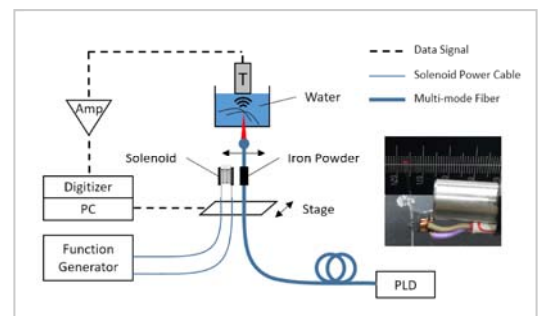 Data Signal
Solenoid Power Cable
Multi-mode Fiber
T
Water
Amp
Solenoid
Iron Powder
Digitizer
PC
Stage
Function
Generator
PLD